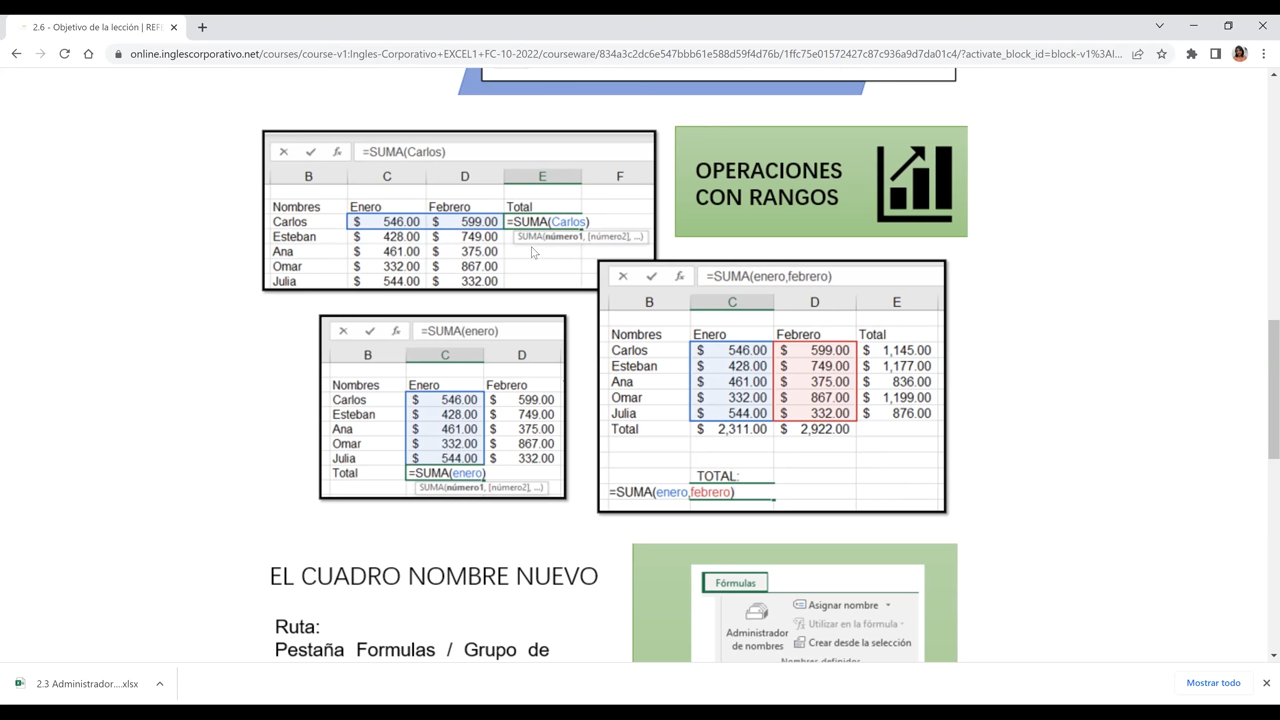 2.6 - Objetivo de la lección | REFI
online.inglescorporativo.net/courses/course-v1:Ingles-Corporativo+EXCEL1+FC-10-2022/courseware/834a3c2dc6e547bbb61e588d59f4d76b/1ffc75e01572427c87c936a9d7da01c4/?activate_block_id=block-v1%3AI...
=SUMA(Carlos)
B C D E F
Nombres Enero Febrero Total
Carlos $ 546.00 $ 599.00 =SUMA(Carlos)
Esteban $ 428.00 $ 749.00 SUMA(número1, [número2], ...)
Ana $ 461.00 $ 375.00
Omar $ 332.00 $ 867.00
Julia $ 544.00 $ 332.00
OPERACIONES
CON RANGOS
=SUMA(enero)
B C D
Nombres Enero Febrero
Carlos $ 546.00 $ 599.00
Esteban $ 428.00 $ 749.00
Ana $ 461.00 $ 375.00
Omar $ 332.00 $ 867.00
Julia $ 544.00 $ 332.00
Total =SUMA(enero)
SUMA(número1, [número2], ...)
=SUMA(enero,febrero)
B C D E
Nombres Enero Febrero Total
Carlos $ 546.00 $ 599.00 $ 1,145.00
Esteban $ 428.00 $ 749.00 $ 1,177.00
Ana $ 461.00 $ 375.00 $ 836.00
Omar $ 332.00 $ 867.00 $ 1,199.00
Julia $ 544.00 $ 332.00 $ 876.00
Total $ 2,311.00 $ 2,922.00
TOTAL:
=SUMA(enero,febrero)
EL CUADRO NOMBRE NUEVO
Ruta:
Pestaña Formulas / Grupo de
Fórmulas
Administrador
de nombres
Asignar nombre
Utilizar en la fórmula
Crear desde la selección
Nombres definidos
2.3 Administrador....xlsx
Mostrar todo